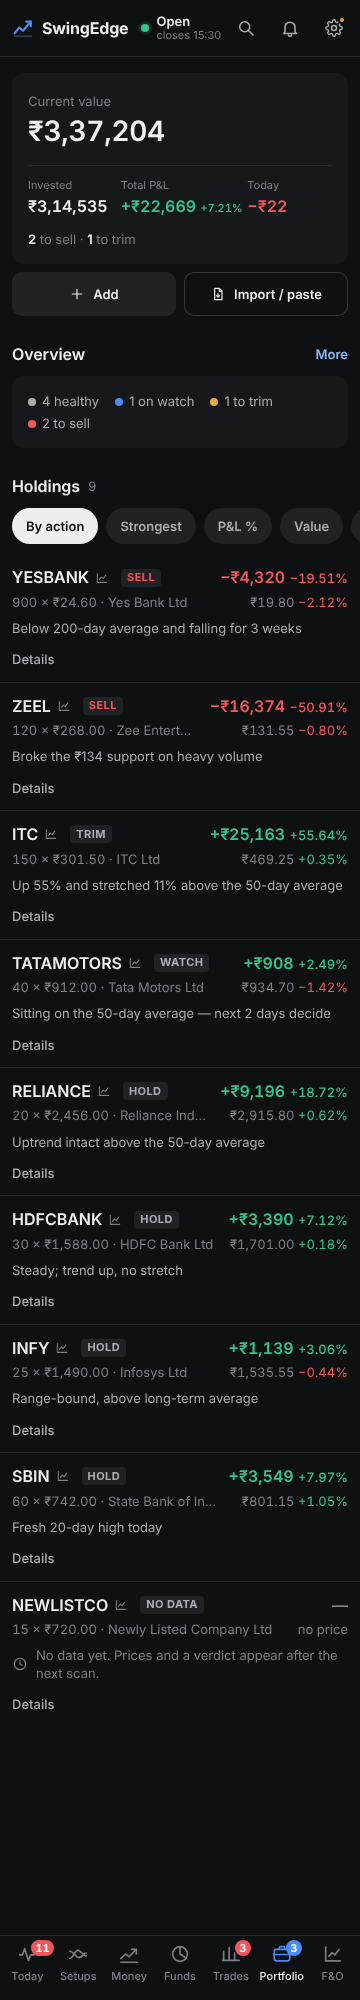 SwingEdge
Open
closes 15:30
Current value
₹3,37,204
Invested Total P&L Today
₹3,14,535 +₹22,669 +7.21% −₹22
2 to sell · 1 to trim
Add Import / paste
Overview More
4 healthy 1 on watch 1 to trim
2 to sell
Holdings 9
By action Strongest P&L % Value
YESBANK SELL −₹4,320 −19.51%
900 × ₹24.60 · Yes Bank Ltd ₹19.80 −2.12%
Below 200-day average and falling for 3 weeks
Details
ZEEL SELL −₹16,374 −50.91%
120 × ₹268.00 · Zee Entert… ₹131.55 −0.80%
Broke the ₹134 support on heavy volume
Details
ITC TRIM +₹25,163 +55.64%
150 × ₹301.50 · ITC Ltd ₹469.25 +0.35%
Up 55% and stretched 11% above the 50-day average
Details
TATAMOTORS WATCH +₹908 +2.49%
40 × ₹912.00 · Tata Motors Ltd ₹934.70 −1.42%
Sitting on the 50-day average — next 2 days decide
Details
RELIANCE HOLD +₹9,196 +18.72%
20 × ₹2,456.00 · Reliance Ind… ₹2,915.80 +0.62%
Uptrend intact above the 50-day average
Details
HDFCBANK HOLD +₹3,390 +7.12%
30 × ₹1,588.00 · HDFC Bank Ltd ₹1,701.00 +0.18%
Steady; trend up, no stretch
Details
INFY HOLD +₹1,139 +3.06%
25 × ₹1,490.00 · Infosys Ltd ₹1,535.55 −0.44%
Range-bound, above long-term average
Details
SBIN HOLD +₹3,549 +7.97%
60 × ₹742.00 · State Bank of In… ₹801.15 +1.05%
Fresh 20-day high today
Details
NEWLISTCO NO DATA —
15 × ₹720.00 · Newly Listed Company Ltd no price
No data yet. Prices and a verdict appear after the
next scan.
Details
11 3 3
Today Setups Money Funds Trades Portfolio F&O